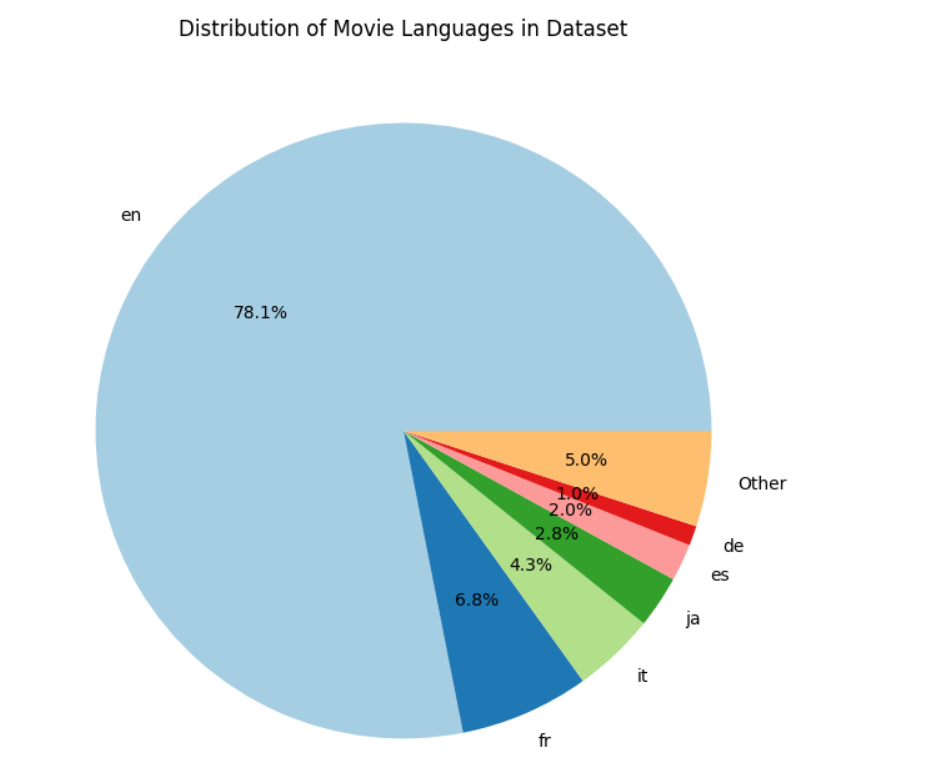 Distribution of Movie Languages in Dataset
en
78.1%
5.0%
Other
1.0%
2.0%
de
2.8%
es
4.3%
ja
6.8%
it
fr